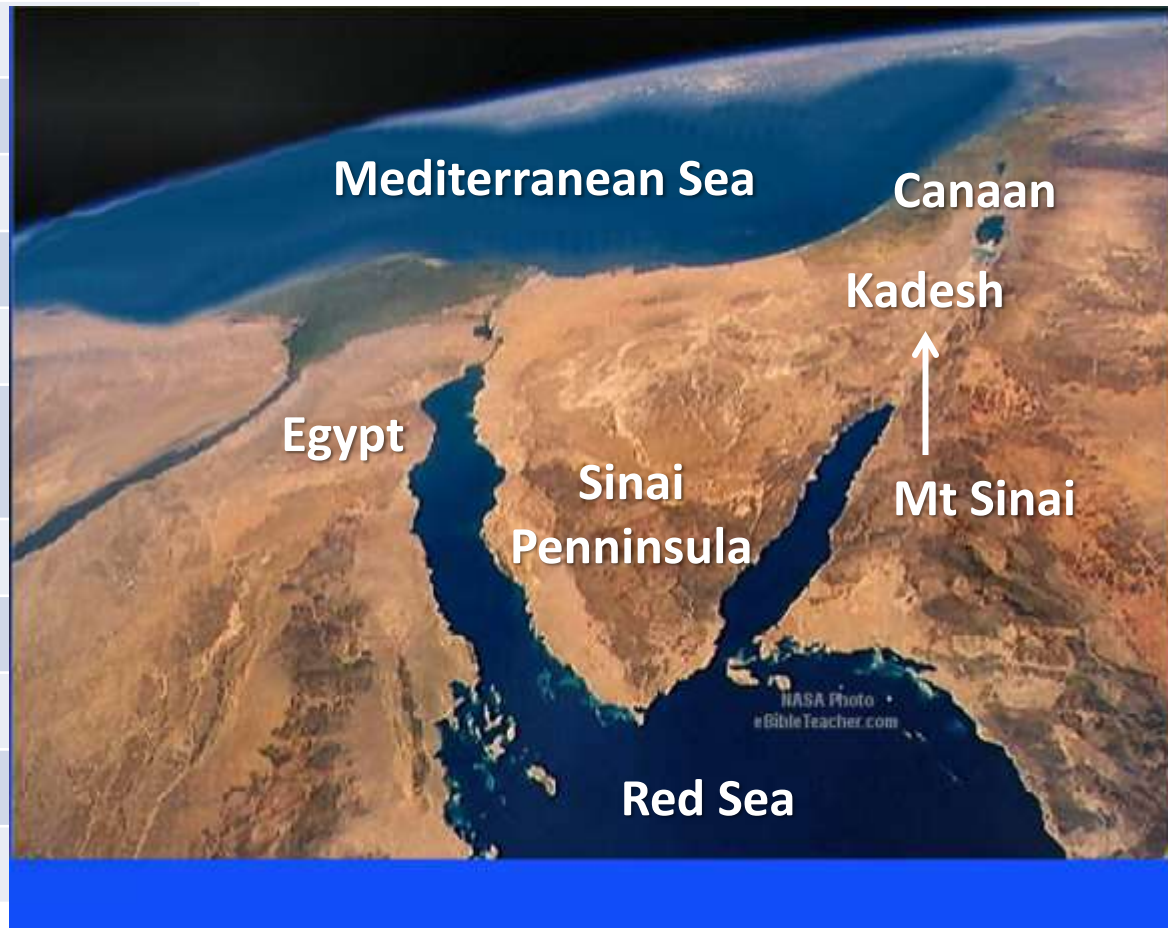 Mediterranean Sea
Canaan
Kadesh
Egypt
Sinai
Penninsula
Mt Sinai
NASA Photo
eBibleTeacher.com
Red Sea